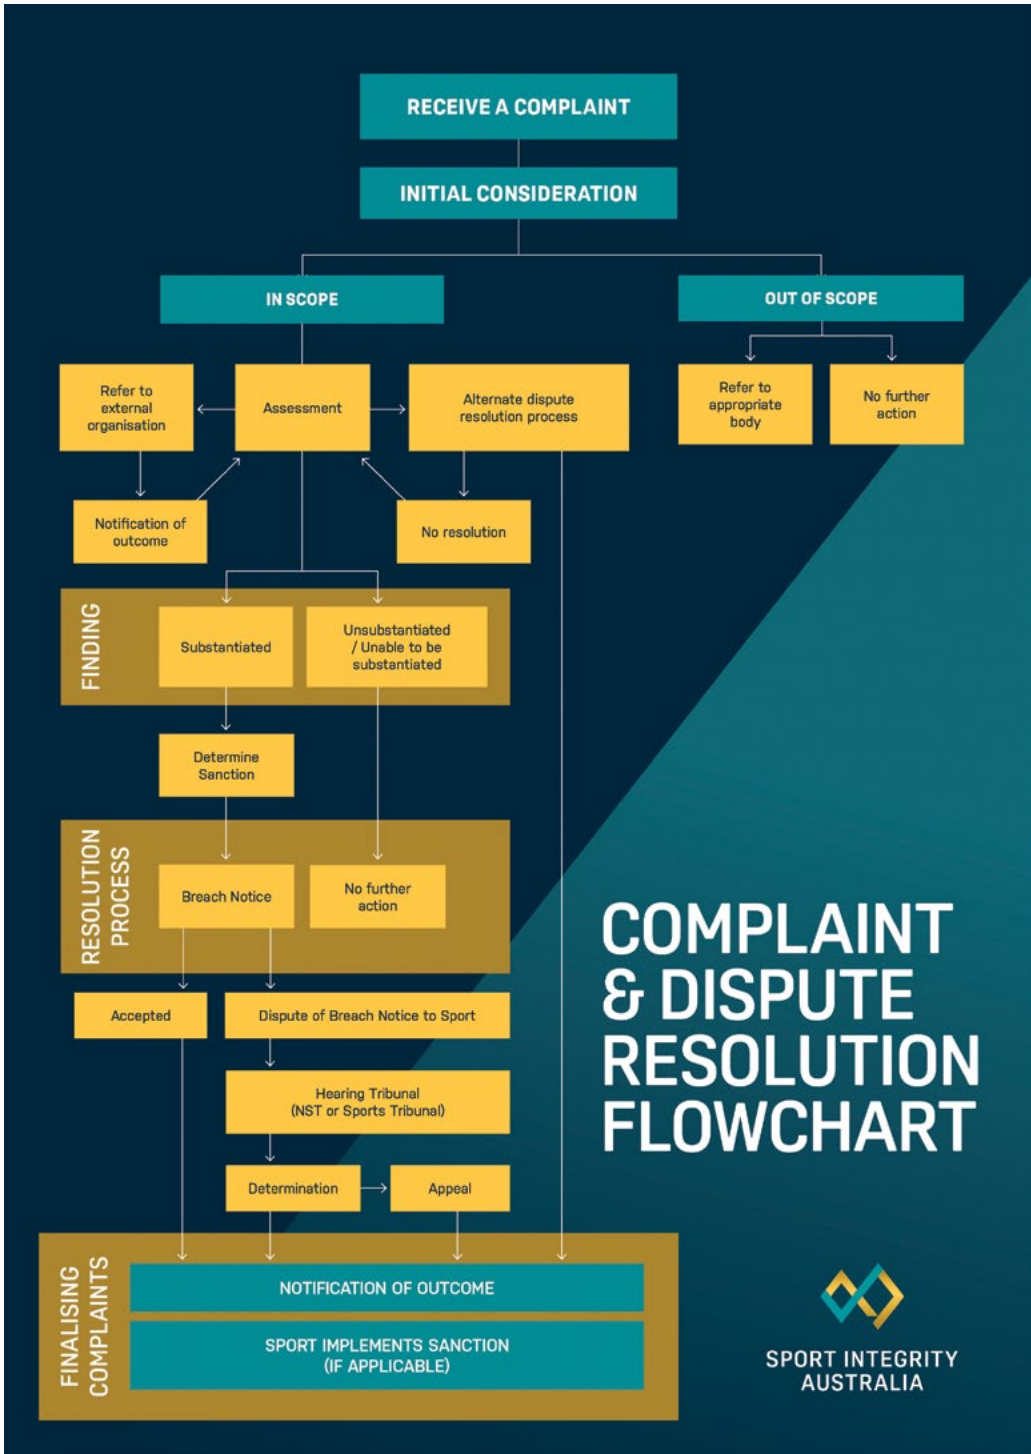 RECEIVE A COMPLAINT
INITIAL CONSIDERATION
IN SCOPE
OUT OF SCOPE
Refer to
external
organisation
Assessment
Alternate dispute
resolution process
Refer to
appropriate
body
No further
action
Notification of
outcome
No resolution
FINDING
Substantiated
Unsubstantiated
/ Unable to be
substantiated
Determine
Sanction
RESOLUTION
PROCESS
Breach Notice
No further
action
Accepted
Dispute of Breach Notice to Sport
Hearing Tribunal
(NST or Sports Tribunal)
Determination
Appeal
FINALISING
COMPLAINTS
NOTIFICATION OF OUTCOME
SPORT IMPLEMENTS SANCTION
(IF APPLICABLE)
COMPLAINT
& DISPUTE
RESOLUTION
FLOWCHART
SPORT INTEGRITY
AUSTRALIA